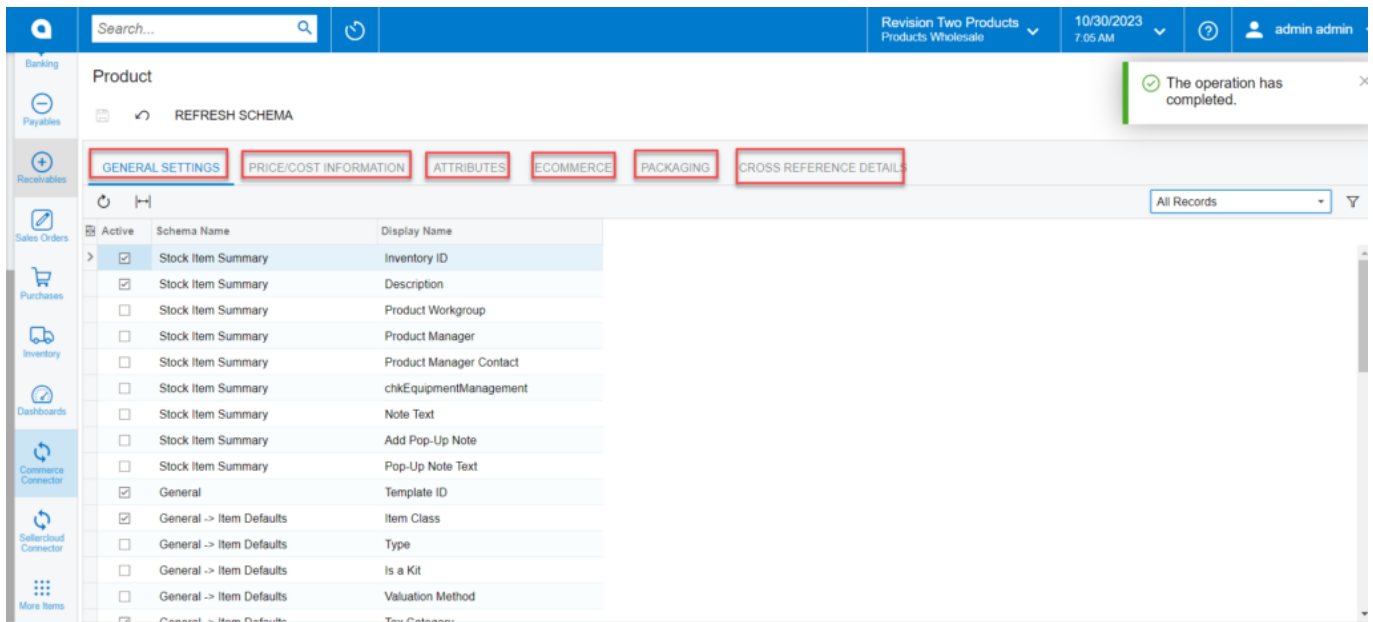 Search...
Revision Two Products
Products Wholesale
10/30/2023
7:05 AM
admin admin
Banking
Payables
Receivables
Sales Orders
Purchases
Inventory
Dashboards
Commerce
Connector
Sellercloud
Connector
More Items
Product
The operation has
completed.
REFRESH SCHEMA
GENERAL SETTINGS PRICE/COST INFORMATION ATTRIBUTES ECOMMERCE PACKAGING CROSS REFERENCE DETAILS
All Records
Active Schema Name Display Name
Stock Item Summary Inventory ID
Stock Item Summary Description
Stock Item Summary Product Workgroup
Stock Item Summary Product Manager
Stock Item Summary Product Manager Contact
Stock Item Summary chkEquipmentManagement
Stock Item Summary Note Text
Stock Item Summary Add Pop-Up Note
Stock Item Summary Pop-Up Note Text
General Template ID
General -> Item Defaults Item Class
General -> Item Defaults Type
General -> Item Defaults Is a Kit
General -> Item Defaults Valuation Method
General -> Item Defaults Tax Category